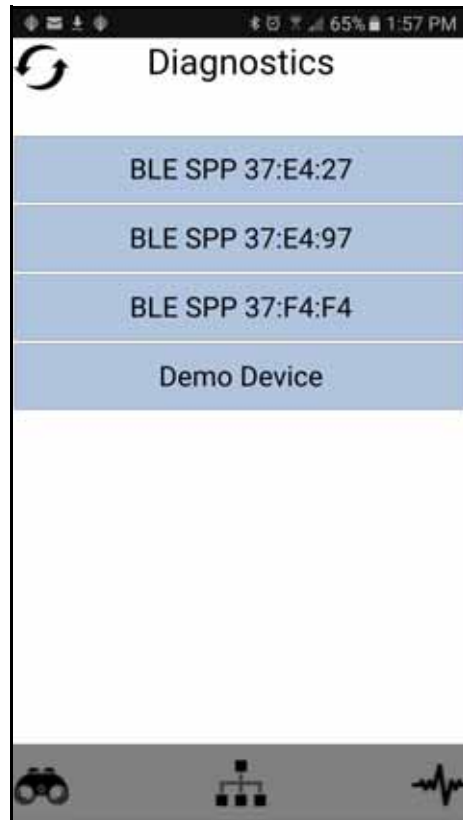 65% 1:57 PM
Diagnostics
BLE SPP 37:E4:27
BLE SPP 37:E4:97
BLE SPP 37:F4:F4
Demo Device